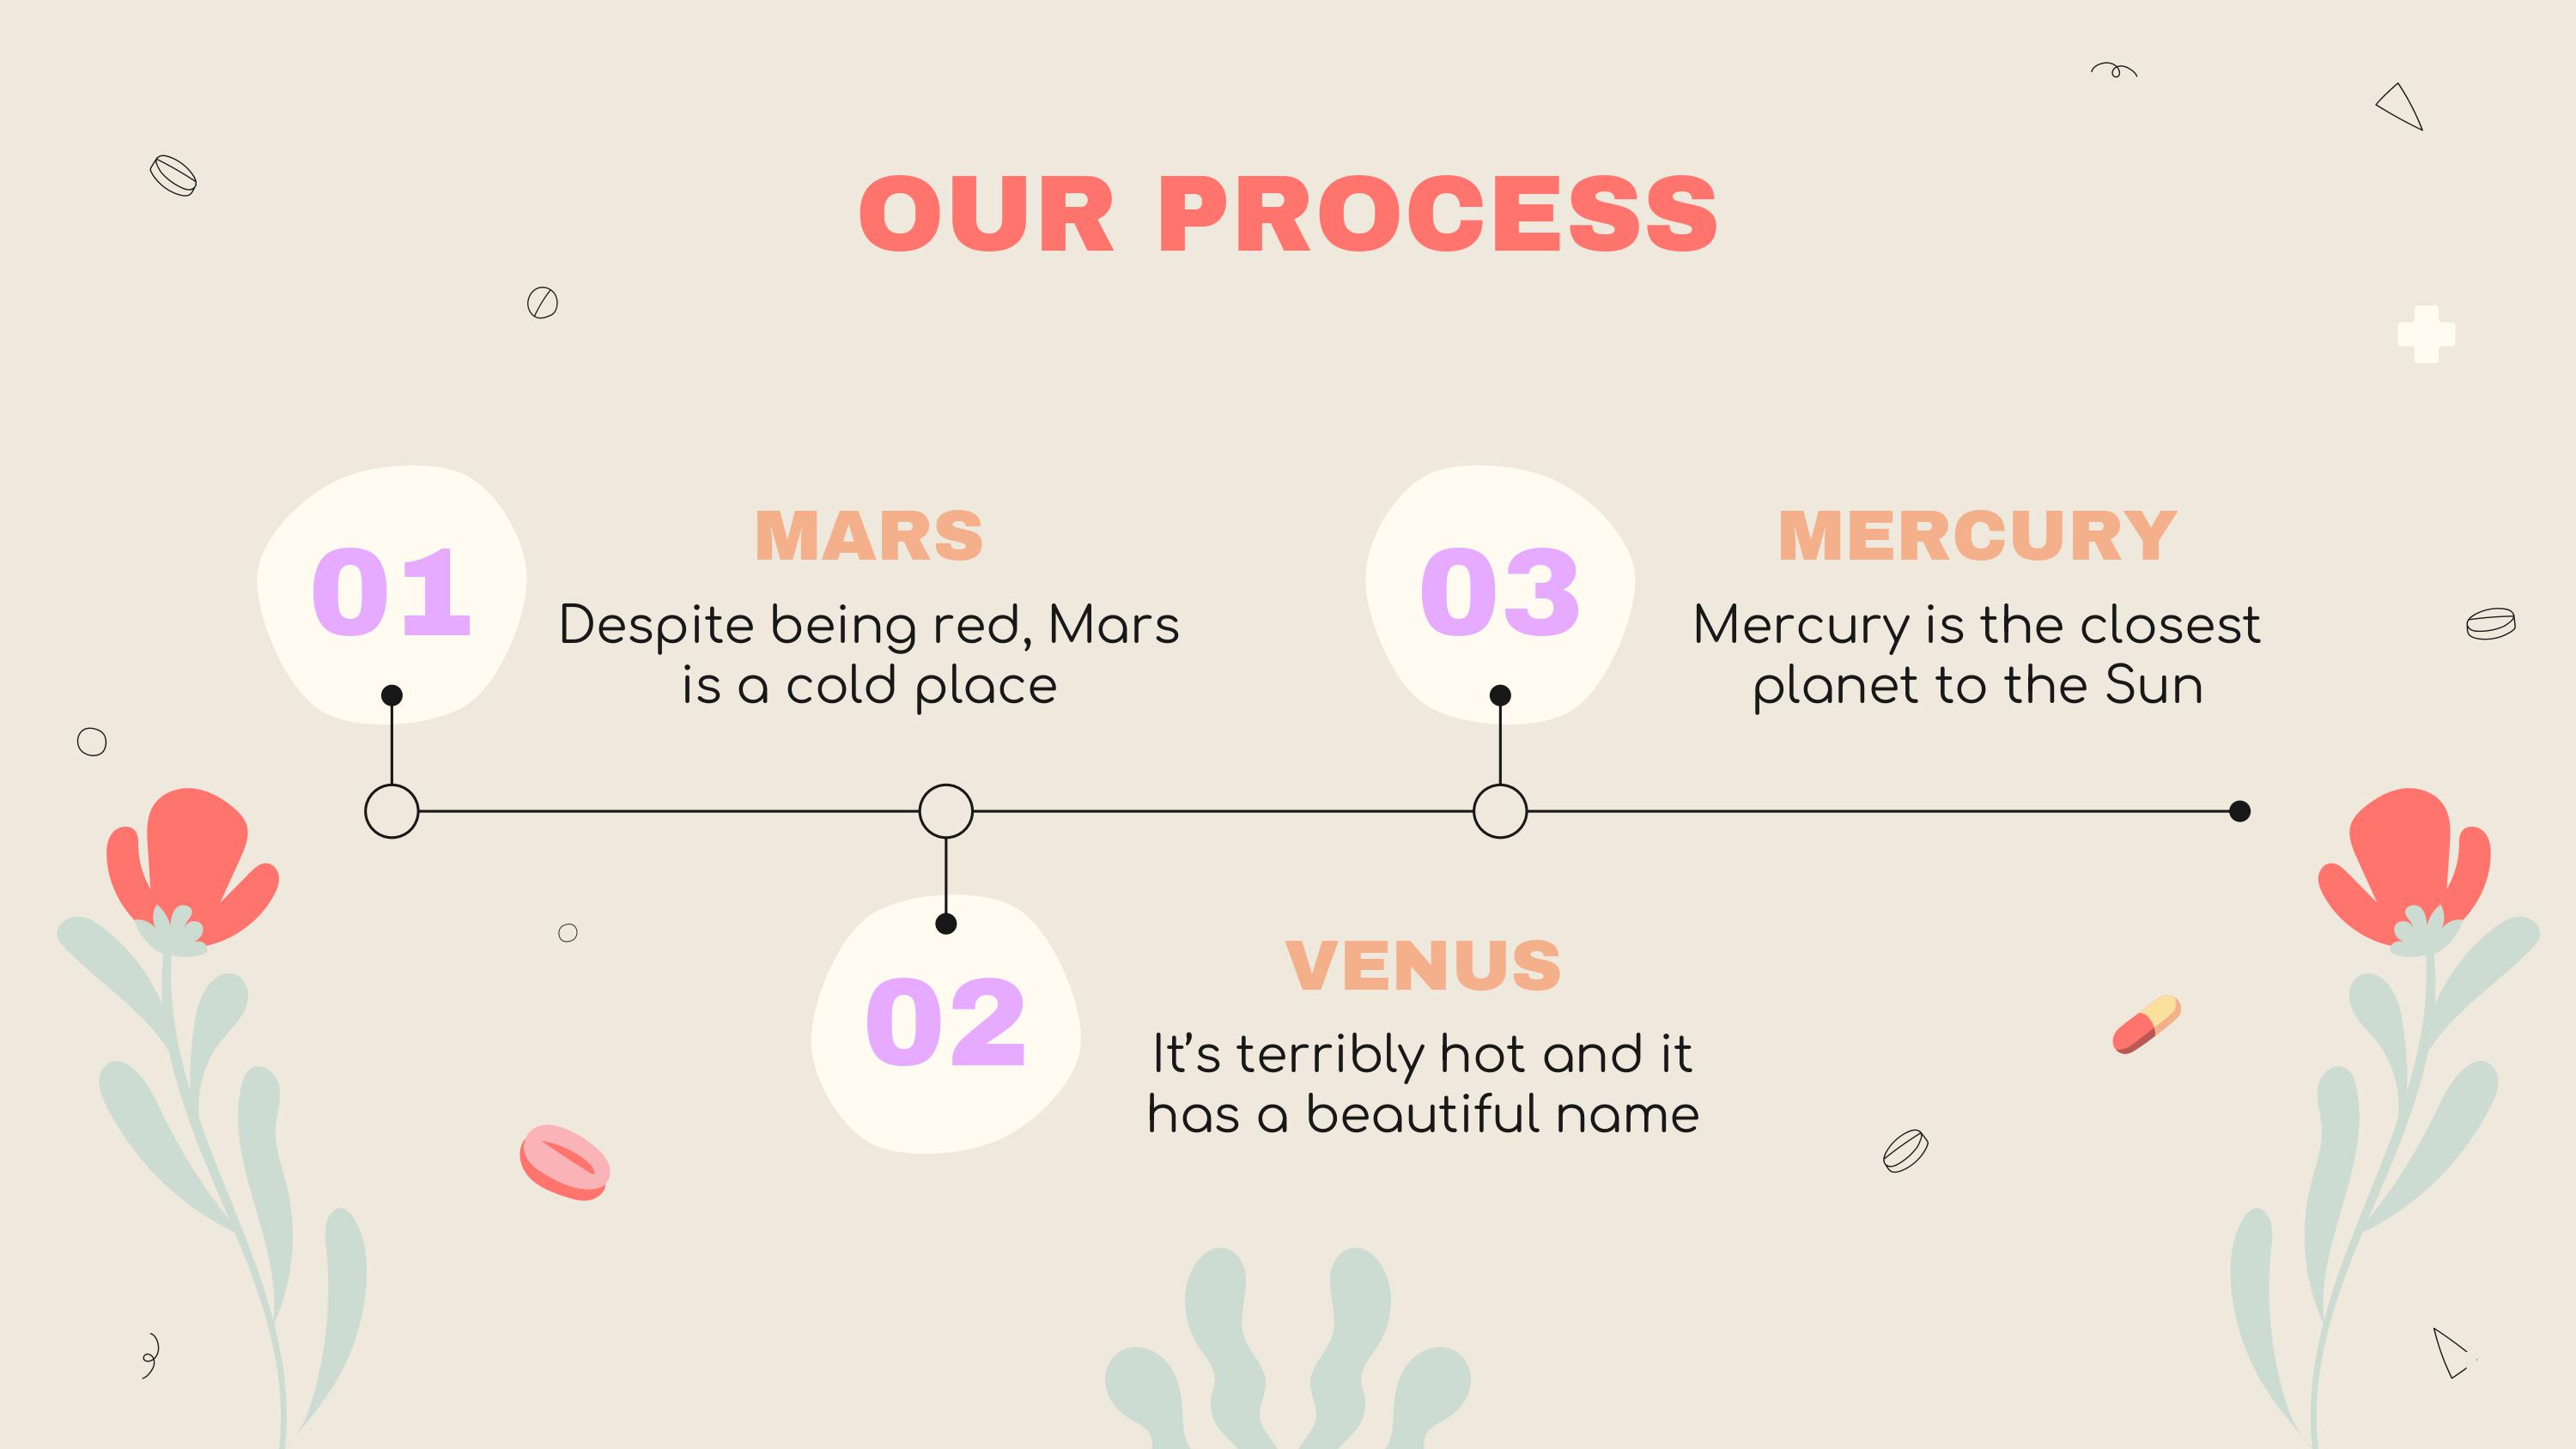 OUR PROCESS
01
MARS
Despite being red, Mars
is a cold place
02
VENUS
It’s terribly hot and it
has a beautiful name
03
MERCURY
Mercury is the closest
planet to the Sun